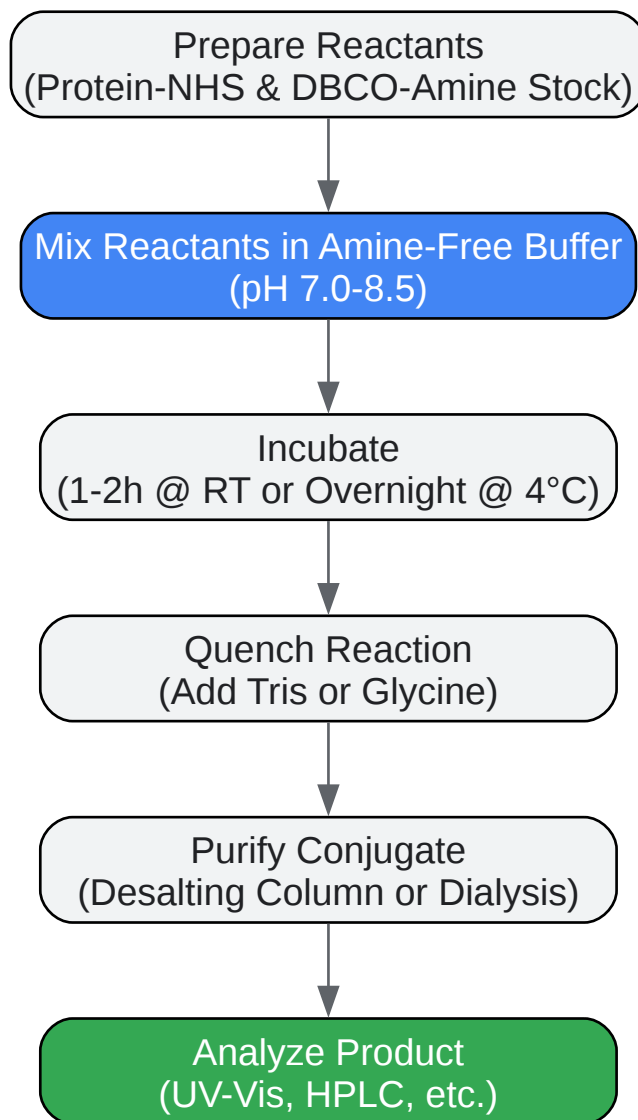 Prepare Reactants
(Protein-NHS & DBCO-Amine Stock)
Mix Reactants in Amine-Free Buffer
(pH 7.0-8.5)
Incubate
(1-2h @ RT or Overnight @ 4°C)
Quench Reaction
(Add Tris or Glycine)
Purify Conjugate
(Desalting Column or Dialysis)
Analyze Product
(UV-Vis, HPLC, etc.)